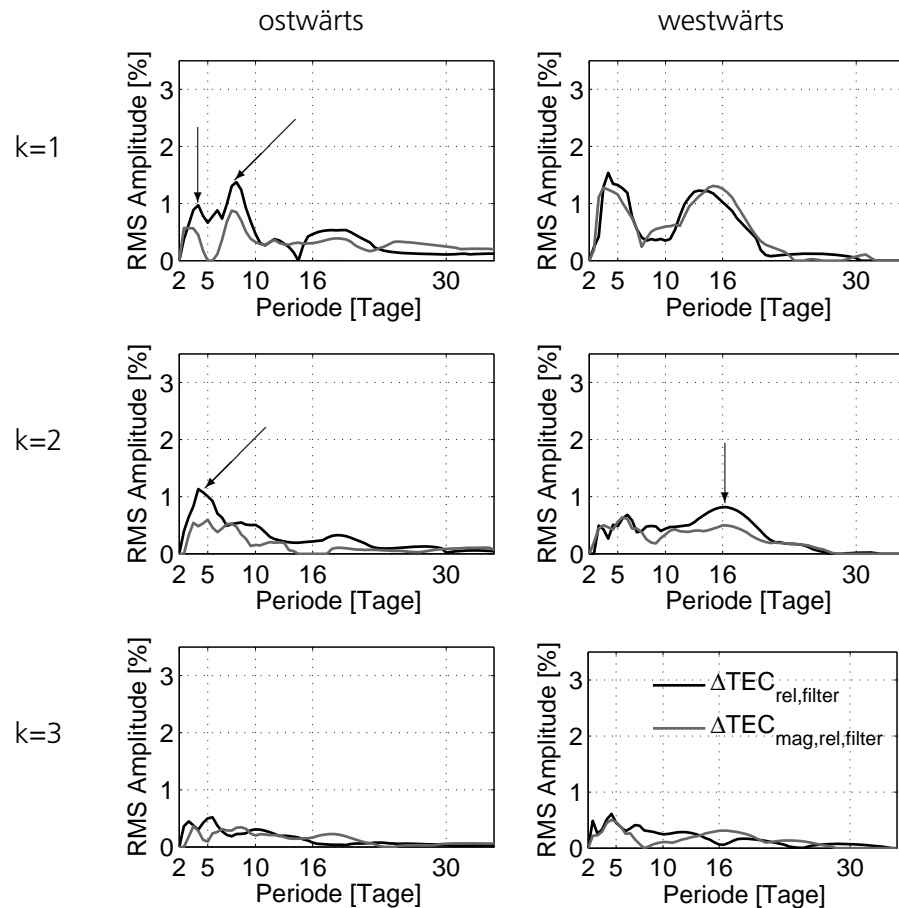 ostwärts
westwärts
k=1
RMS Amplitude [%]
3
2
1
0
2 5 10 16 30
Periode [Tage]
RMS Amplitude [%]
3
2
1
0
2 5 10 16 30
Periode [Tage]
k=2
RMS Amplitude [%]
3
2
1
0
2 5 10 16 30
Periode [Tage]
RMS Amplitude [%]
3
2
1
0
2 5 10 16 30
Periode [Tage]
k=3
RMS Amplitude [%]
3
2
1
0
2 5 10 16 30
Periode [Tage]
RMS Amplitude [%]
3
2
1
0
2 5 10 16 30
Periode [Tage]
ΔTEC rel,filter
ΔTEC mag,rel,filter